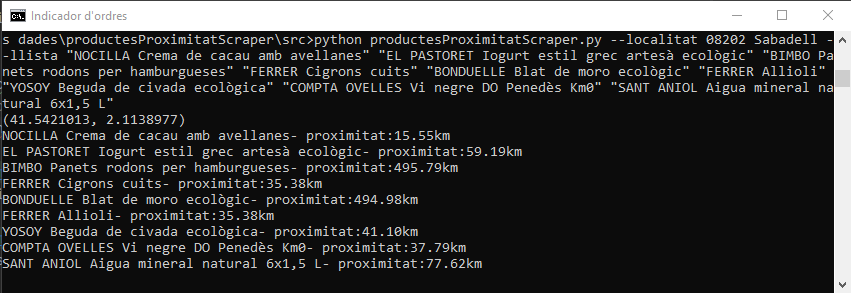 Indicador d'ordres
s dades\productesProximitatScraper\src>python productesProximitatScraper.py --localitat 08202 Sabadell -
-llista "NOCILLA Crema de cacau amb avellanes" "EL PASTORET Iogurt estil grec artesà ecològic" "BIMBO Pa
nets rodons per hamburgueses" "FERRER Cigrons cuits" "BONDUELLE Blat de moro ecològic" "FERRER Allioli"
"YOSOY Beguda de civada ecològica" "COMPTA OVELLES Vi negre DO Penedès Km0" "SANT ANIOL Aigua mineral na
tural 6x1,5 L"
(41.5421013, 2.1138977)
NOCILLA Crema de cacau amb avellanes- proximitat:15.55km
EL PASTORET Iogurt estil grec artesà ecològic- proximitat:59.19km
BIMBO Panets rodons per hamburgueses- proximitat:495.79km
FERRER Cigrons cuits- proximitat:35.38km
BONDUELLE Blat de moro ecològic- proximitat:494.98km
FERRER Allioli- proximitat:35.38km
YOSOY Beguda de civada ecològica- proximitat:41.10km
COMPTA OVELLES Vi negre DO Penedès Km0- proximitat:37.79km
SANT ANIOL Aigua mineral natural 6x1,5 L- proximitat:77.62km